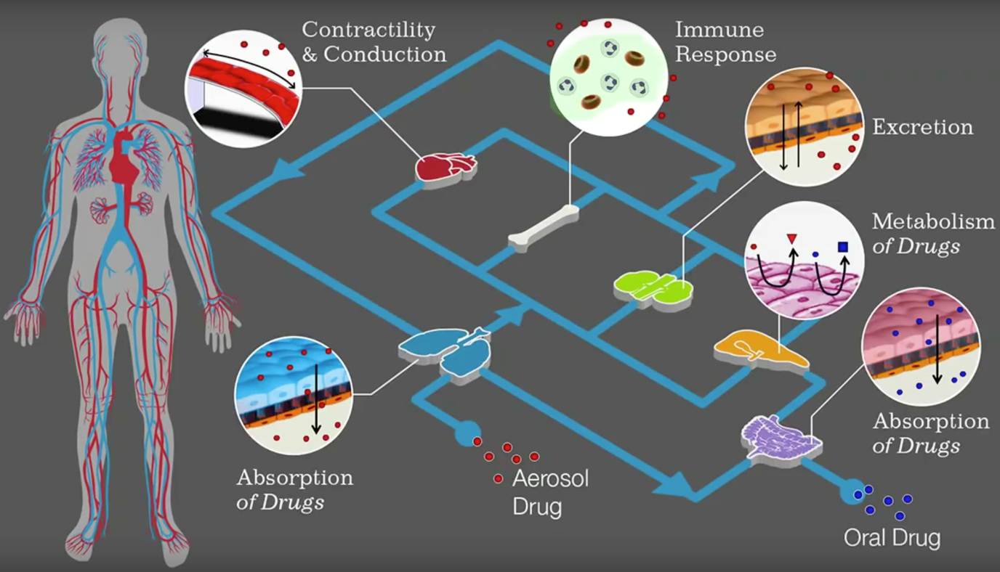 Contractility
& Conduction
Immune
Response
Excretion
Metabolism
of Drugs
Absorption
of Drugs
Absorption
of Drugs
Aerosol
Drug
Oral Drug